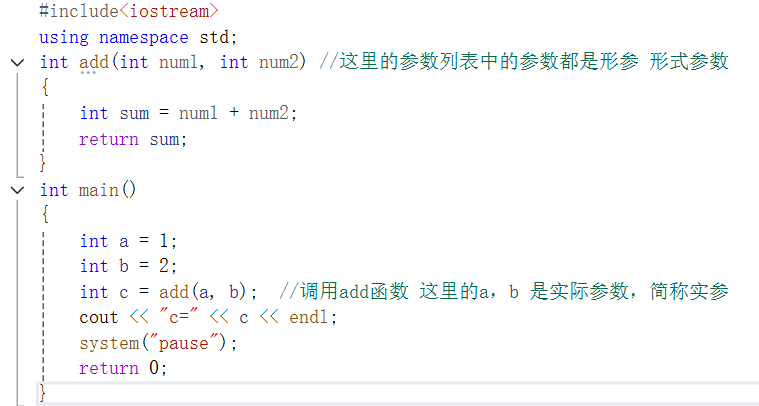 #include<iostream>
using namespace std;
int add(int num1, int num2) //这里的参数列表中的参数都是形参 形式参数
{
int sum = num1 + num2;
return sum;
}
int main()
{
int a = 1;
int b = 2;
int c = add(a, b); //调用add函数 这里的a, b 是实际参数，简称实参
cout << "c=" << c << endl;
system("pause");
return 0;
}